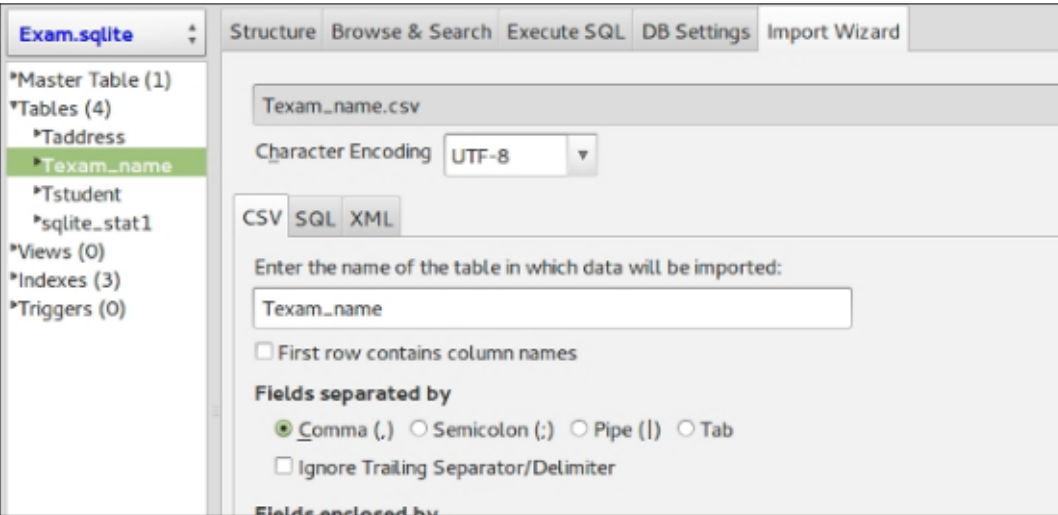 Exam.sqlite
Master Table (1)
Tables (4)
Taddress
Texam_name
Tstudent
sqlite_stat1
Views (0)
Indexes (3)
Triggers (0)
Structure Browse & Search Execute SQL DB Settings Import Wizard
Texam_name.csv
Character Encoding UTF-8
CSV SQL XML
Enter the name of the table in which data will be imported:
Texam_name
First row contains column names
Fields separated by
Comma (,) Semicolon (;) Pipe (|) Tab
Ignore Trailing Separator/Delimiter
Fields enclosed by